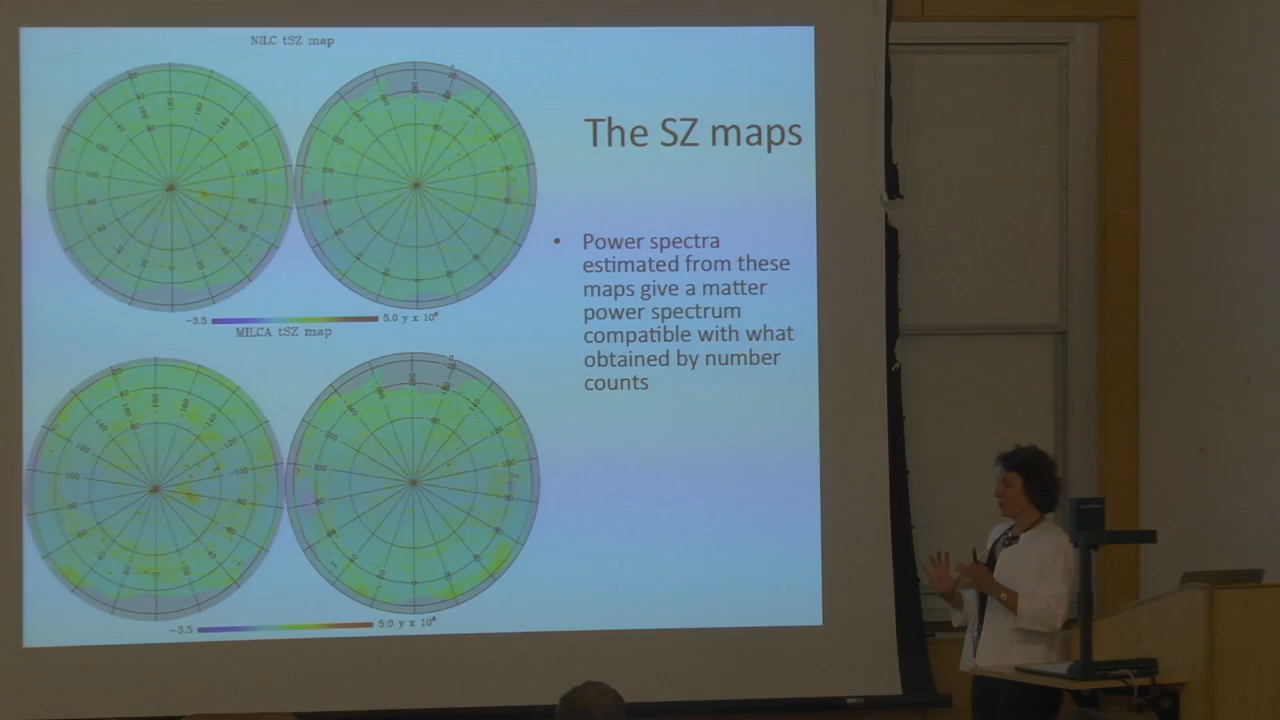 NILC tSZ map
The SZ maps
• Power spectra
estimated from these
maps give a matter
power spectrum
compatible with what
obtained by number
counts
-3.5 5.0 y x 10⁶
MILCA tSZ map
-3.5 5.0 y x 10⁶